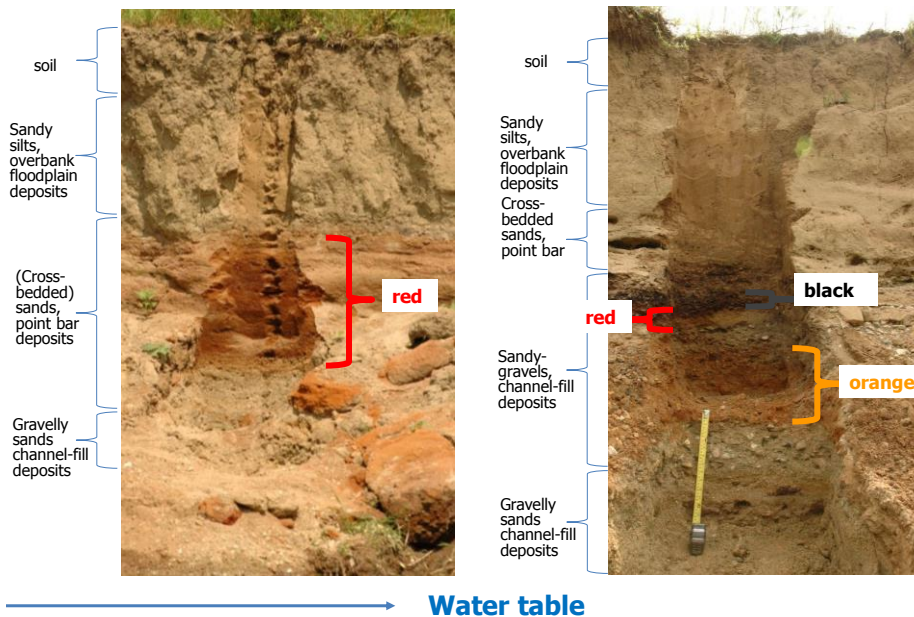 soil
Sandy
silts,
overbank
floodplain
deposits
(Cross-
bedded)
sands,
point bar
deposits
Gravelly
sands
channel-fill
deposits
red
soil
Sandy
silts, overbank
floodplain
deposits
Cross-
bedded
sands,
point bar
Sandy-
gravels,
channel-fill
deposits
Gravelly
sands
channel-fill
deposits
black
red
orange
Water table